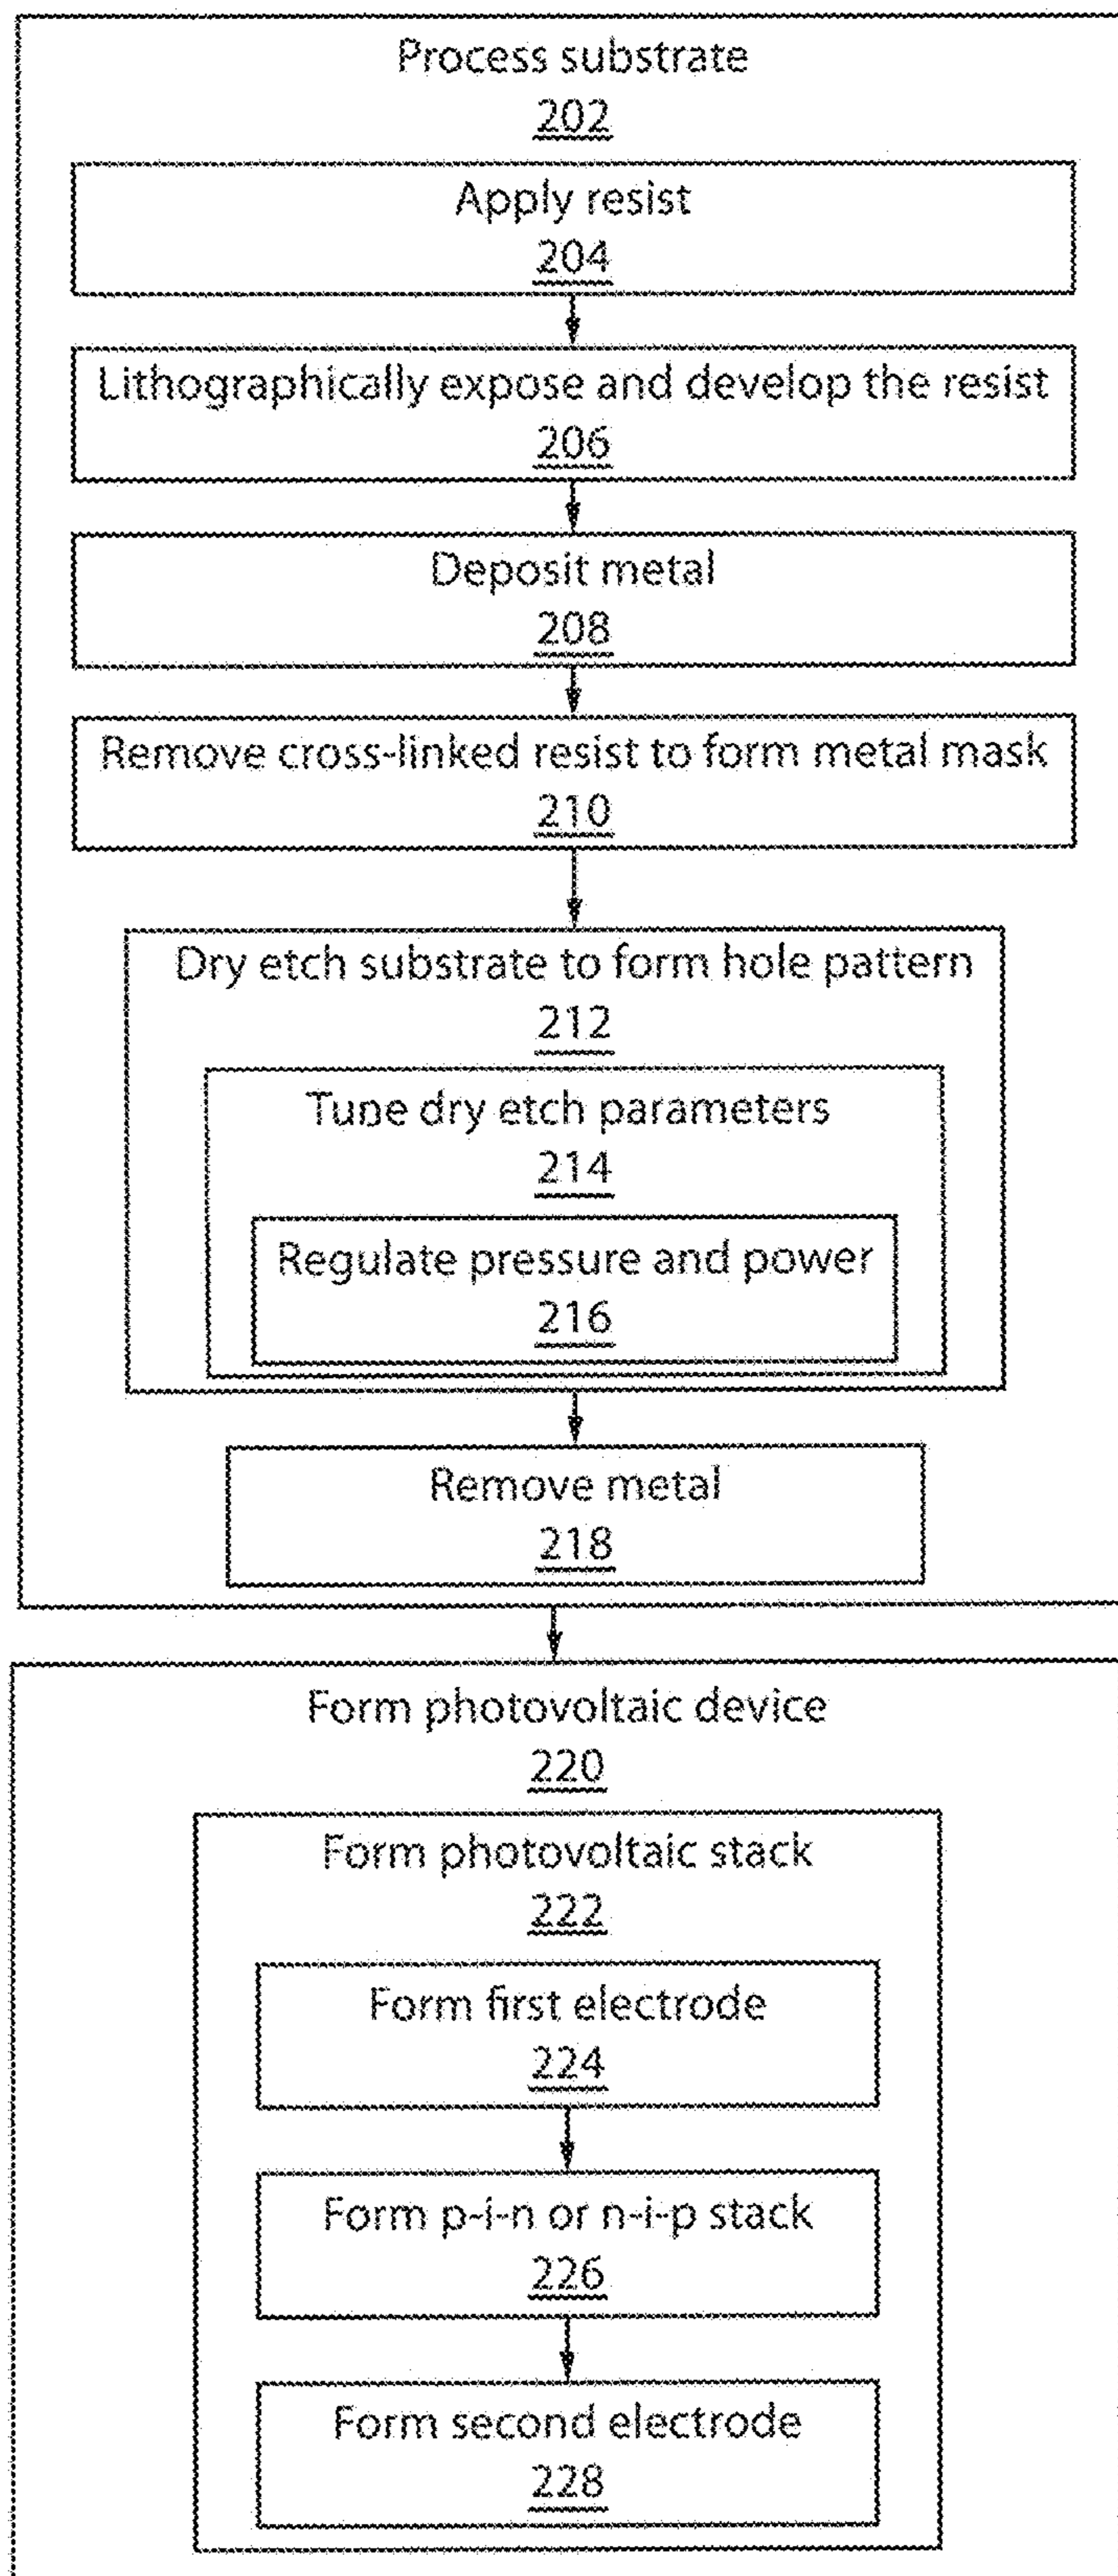 Process substrate
202
Apply resist
204
Lithographically expose and develop the resist
206
Deposit metal
208
Remove cross-linked resist to form metal mask
210
Dry etch substrate to form hole pattern
212
Tune dry etch parameters
214
Regulate pressure and power
216
Remove metal
218
Form photovoltaic device
220
Form photovoltaic stack
222
Form first electrode
224
Form p-i-n or n-i-p stack
226
Form second electrode
228